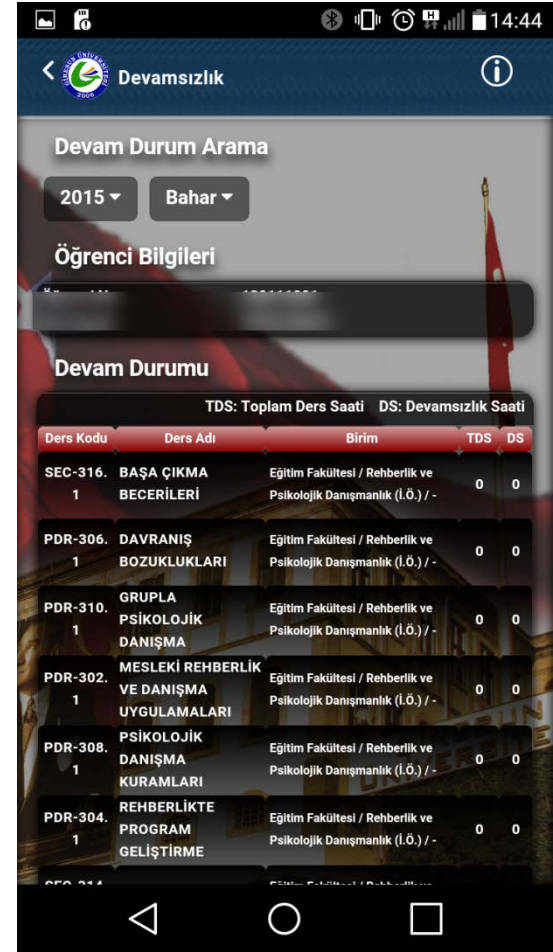 14:44
GİRESUN ÜNİVERSİTESİ
2006
Devamsızlık
Devam Durum Arama
2015
Bahar
Öğrenci Bilgileri
Devam Durumu
TDS: Toplam Ders Saati DS: Devamsızlık Saati
Ders Kodu Ders Adı Birim TDS DS
SEC-316. BAŞA ÇIKMA Eğitim Fakültesi / Rehberlik ve
1 BECERİLERİ Psikolojik Danışmanlık (İ.Ö.) / - 0 0
PDR-306. DAVRANIŞ Eğitim Fakültesi / Rehberlik ve
1 BOZUKLUKLARI Psikolojik Danışmanlık (İ.Ö.) / - 0 0
GRUPLA
PDR-310. PSİKOLOJİK Eğitim Fakültesi / Rehberlik ve
1 DANIŞMA Psikolojik Danışmanlık (İ.Ö.) / - 0 0
MESLEKİ REHBERLİK
PDR-302. VE DANIŞMA Eğitim Fakültesi / Rehberlik ve
1 UYGULAMALARI Psikolojik Danışmanlık (İ.Ö.) / - 0 0
PSİKOLOJİK
PDR-308. DANIŞMA Eğitim Fakültesi / Rehberlik ve
1 KURAMLARI Psikolojik Danışmanlık (İ.Ö.) / - 0 0
REHBERLİKTE
PDR-304. PROGRAM Eğitim Fakültesi / Rehberlik ve
1 GELİŞTİRME Psikolojik Danışmanlık (İ.Ö.) / - 0 0